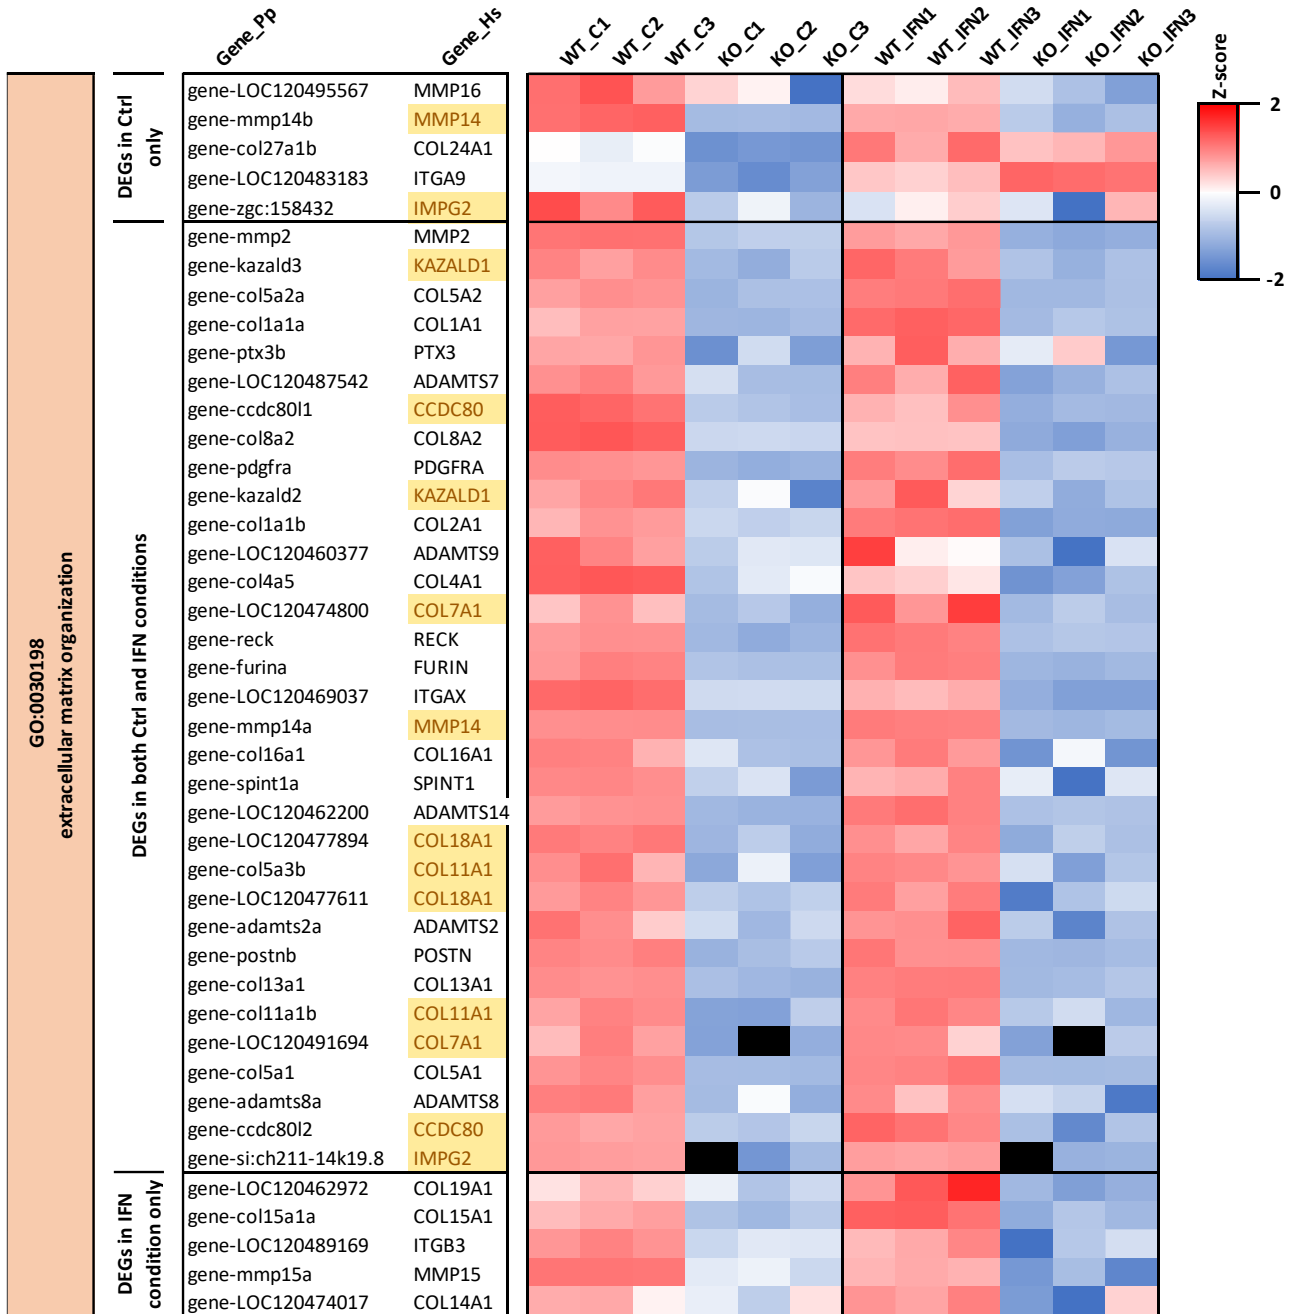 Gene_Pp Gene_Hs WT_C1 WT_C2 WT_C3 KO_C1 KO_C2 KO_C3 WT_IFN1 WT_IFN2 WT_IFN3 KO_IFN1 KO_IFN2 KO_IFN3
Z-score
2
0
-2
GO:0030198
extracellular matrix organization
DEGs in Ctrl
only
gene-LOC120495567 MMP16
gene-mmp14b MMP14
gene-col27a1b COL24A1
gene-LOC120483183 ITGA9
gene-zgc:158432 IMPG2
DEGs in both Ctrl and IFN conditions
gene-mmp2 MMP2
gene-kazald3 KAZALD1
gene-col5a2a COL5A2
gene-col1a1a COL1A1
gene-ptx3b PTX3
gene-LOC120487542 ADAMTS7
gene-ccdc80l1 CCDC80
gene-col8a2 COL8A2
gene-pdgfra PDGFRA
gene-kazald2 KAZALD1
gene-col1a1b COL2A1
gene-LOC120460377 ADAMTS9
gene-col4a5 COL4A1
gene-LOC120474800 COL7A1
gene-reck RECK
gene-furina FURIN
gene-LOC120469037 ITGAX
gene-mmp14a MMP14
gene-col16a1 COL16A1
gene-spint1a SPINT1
gene-LOC120462200 ADAMTS14
gene-LOC120477894 COL18A1
gene-col5a3b COL11A1
gene-LOC120477611 COL18A1
gene-adamts2a ADAMTS2
gene-postnb POSTN
gene-col13a1 COL13A1
gene-col11a1b COL11A1
gene-LOC120491694 COL7A1
gene-col5a1 COL5A1
gene-adamts8a ADAMTS8
gene-ccdc80l2 CCDC80
gene-si:ch211-14k19.8 IMPG2
DEGs in IFN
condition only
gene-LOC120462972 COL19A1
gene-col15a1a COL15A1
gene-LOC120489169 ITGB3
gene-mmp15a MMP15
gene-LOC120474017 COL14A1